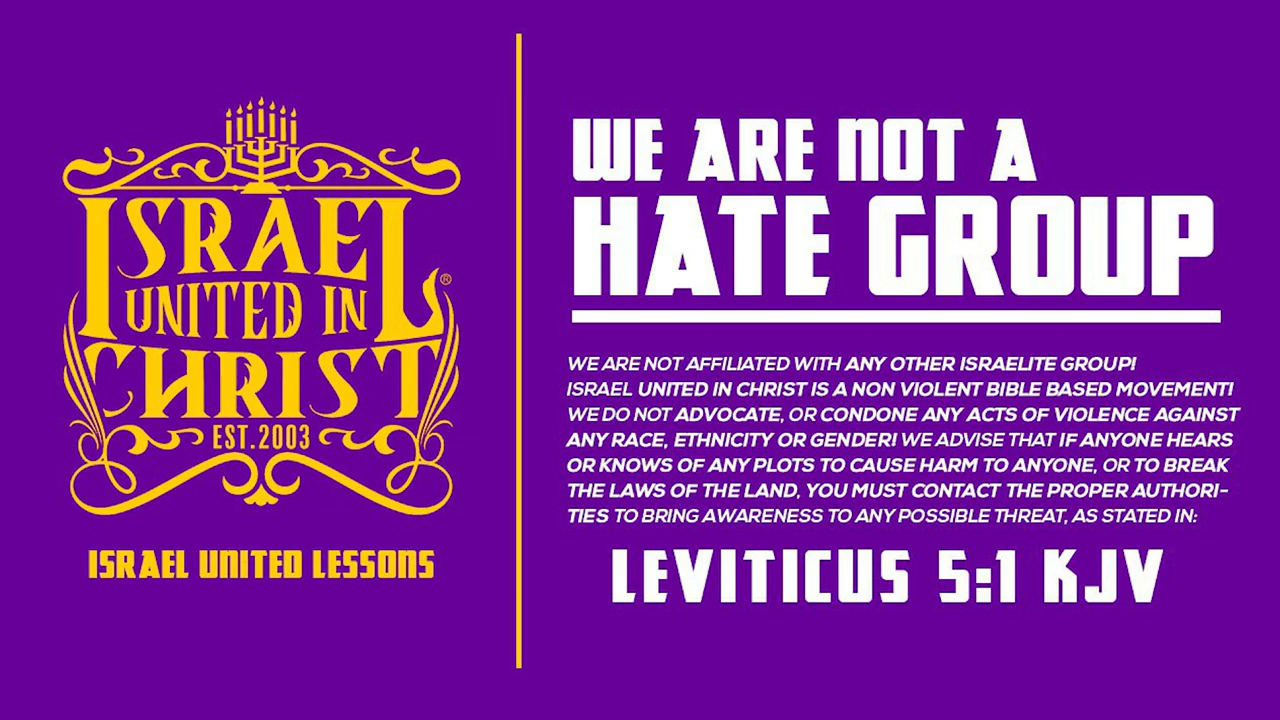 ISRAEL
UNITED IN
CHRIST
®
EST.2003
ISRAEL UNITED LESSONS
WE ARE NOT A
HATE GROUP
WE ARE NOT AFFILIATED WITH ANY OTHER ISRAELITE GROUP!
ISRAEL UNITED IN CHRIST IS A NON VIOLENT BIBLE BASED MOVEMENT!
WE DO NOT ADVOCATE, OR CONDONE ANY ACTS OF VIOLENCE AGAINST
ANY RACE, ETHNICITY OR GENDER! WE ADVISE THAT IF ANYONE HEARS
OR KNOWS OF ANY PLOTS TO CAUSE HARM TO ANYONE, OR TO BREAK
THE LAWS OF THE LAND, YOU MUST CONTACT THE PROPER AUTHORI-
TIES TO BRING AWARENESS TO ANY POSSIBLE THREAT, AS STATED IN:
LEVITICUS 5:1 KJV